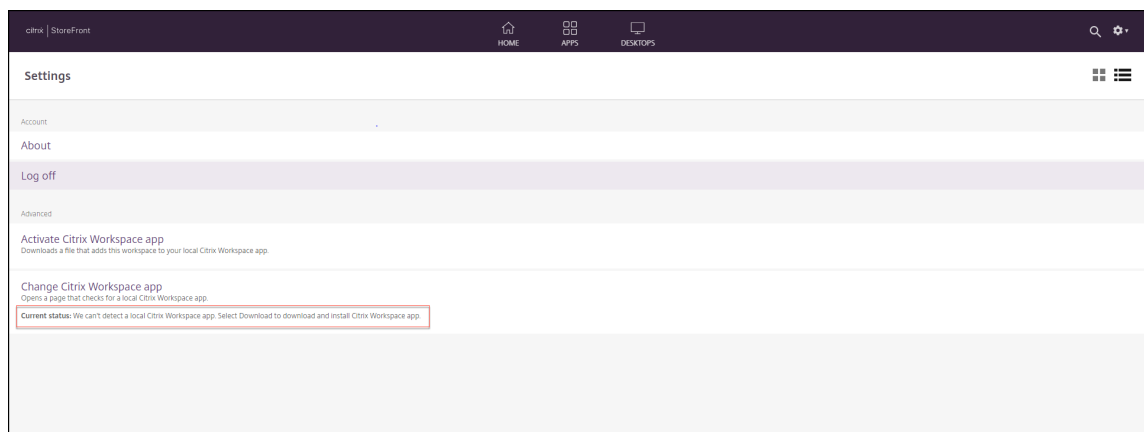 citrix | StoreFront
HOME
APPS
DESKTOPS
Settings
Account
About
Log off
Advanced
Activate Citrix Workspace app
Downloads a file that adds this workspace to your local Citrix Workspace app.
Change Citrix Workspace app
Opens a page that checks for a local Citrix Workspace app.
Current status: We can't detect a local Citrix Workspace app. Select Download to download and install Citrix Workspace app.